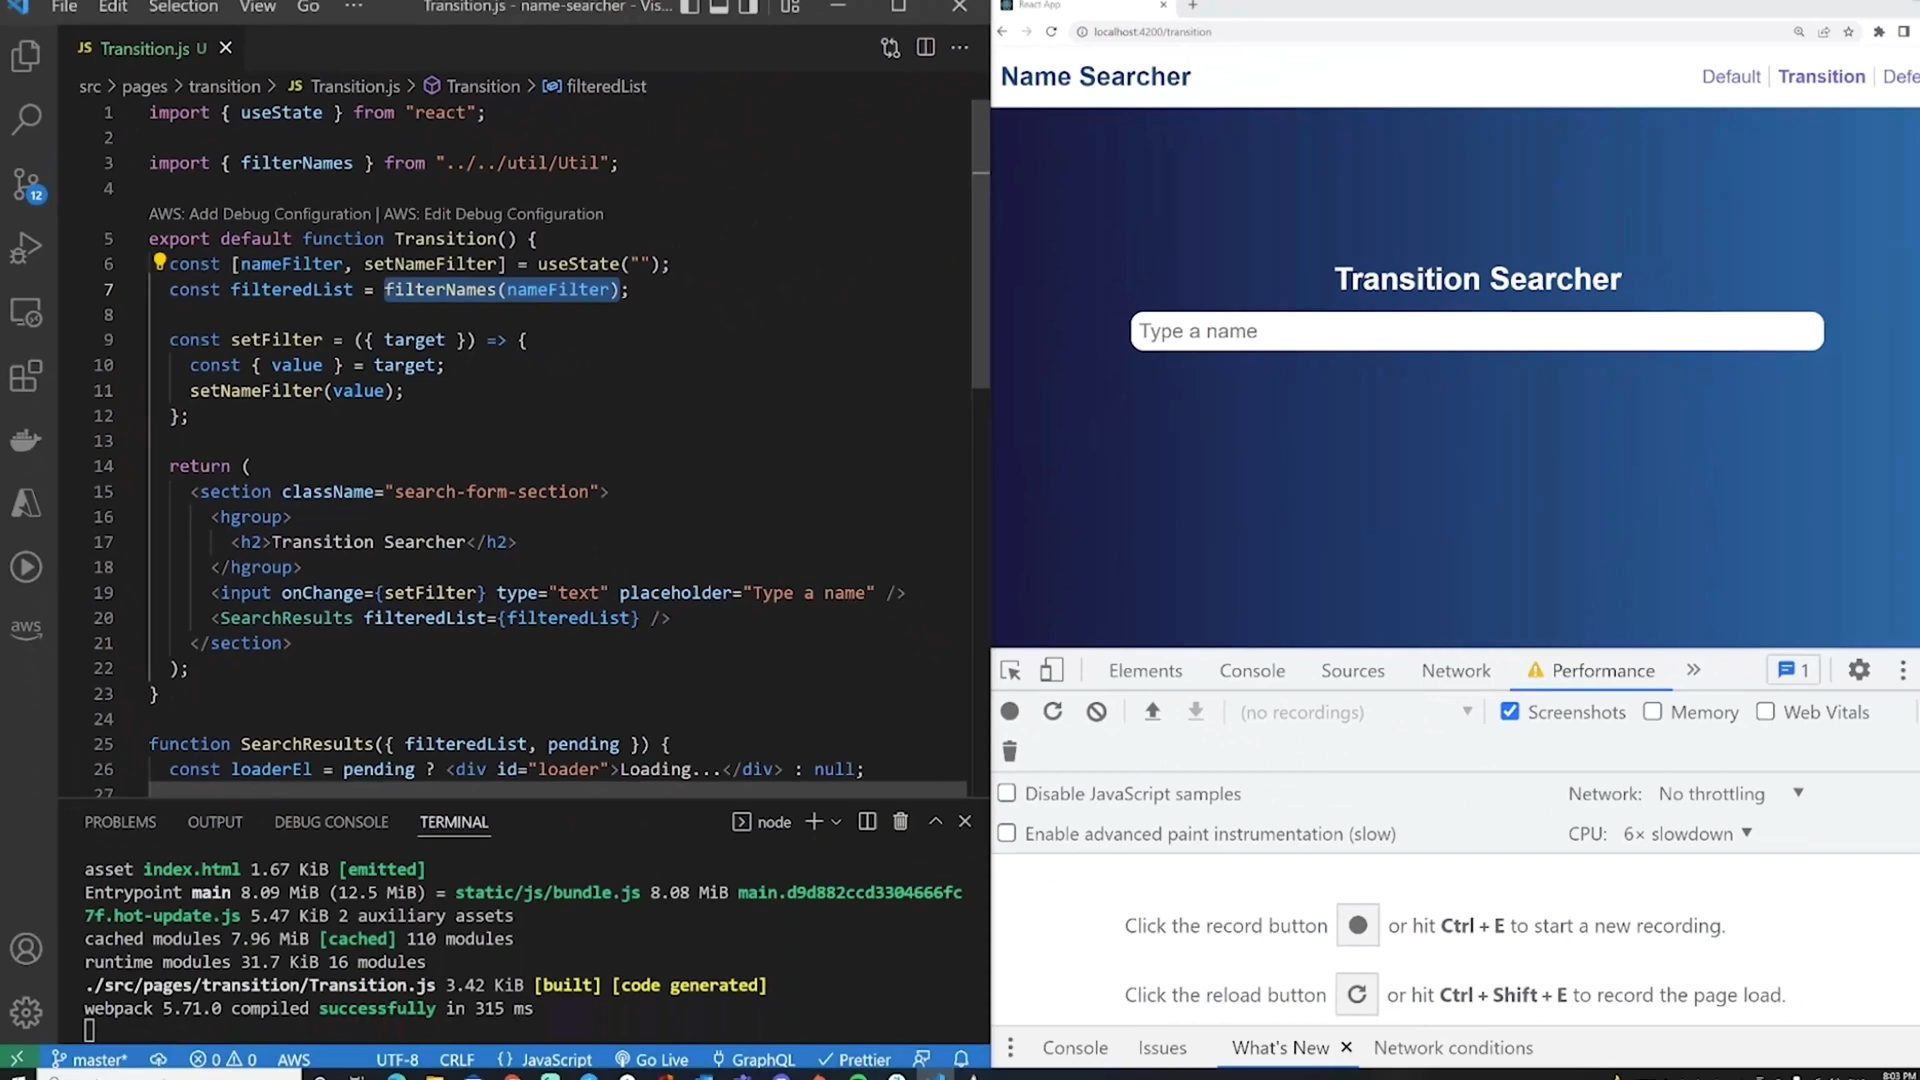 File Edit Selection View Go ··· Transition.js - name-searcher - Vis...
JS Transition.js U
src > pages > transition > JS Transition.js > Transition > filteredList
1 import { useState } from "react";
2
3 import { filterNames } from "../../util/Util";
4
AWS: Add Debug Configuration | AWS: Edit Debug Configuration
5 export default function Transition() {
6 const [nameFilter, setNameFilter] = useState("");
7 const filteredList = filterNames(nameFilter);
8
9 const setFilter = ({ target }) => {
10 const { value } = target;
11 setNameFilter(value);
12 };
13
14 return (
15 <section className="search-form-section">
16 <hgroup>
17 <h2>Transition Searcher</h2>
18 </hgroup>
19 <input onChange={setFilter} type="text" placeholder="Type a name" />
20 <SearchResults filteredList={filteredList} />
21 </section>
22 );
23 }
24
25 function SearchResults({ filteredList, pending }) {
26 const loaderEl = pending ? <div id="loader">Loading...</div> : null;
27
12
aws
PROBLEMS OUTPUT DEBUG CONSOLE TERMINAL node
asset index.html 1.67 KiB [emitted]
Entrypoint main 8.09 MiB (12.5 MiB) = static/js/bundle.js 8.08 MiB main.d9d882ccd3304666fc
7f.hot-update.js 5.47 KiB 2 auxiliary assets
cached modules 7.96 MiB [cached] 110 modules
runtime modules 31.7 KiB 16 modules
./src/pages/transition/Transition.js 3.42 KiB [built] [code generated]
webpack 5.71.0 compiled successfully in 315 ms
master* 0 0 AWS UTF-8 CRLF {} JavaScript Go Live GraphQL Prettier
React App
localhost:4200/transition
Name Searcher Default Transition Defe
Transition Searcher
Type a name
Elements Console Sources Network Performance 1
(no recordings) Screenshots Memory Web Vitals
Disable JavaScript samples Network: No throttling
Enable advanced paint instrumentation (slow) CPU: 6× slowdown
Click the record button or hit Ctrl + E to start a new recording.
Click the reload button or hit Ctrl + Shift + E to record the page load.
Console Issues What's New Network conditions
8:03 PM